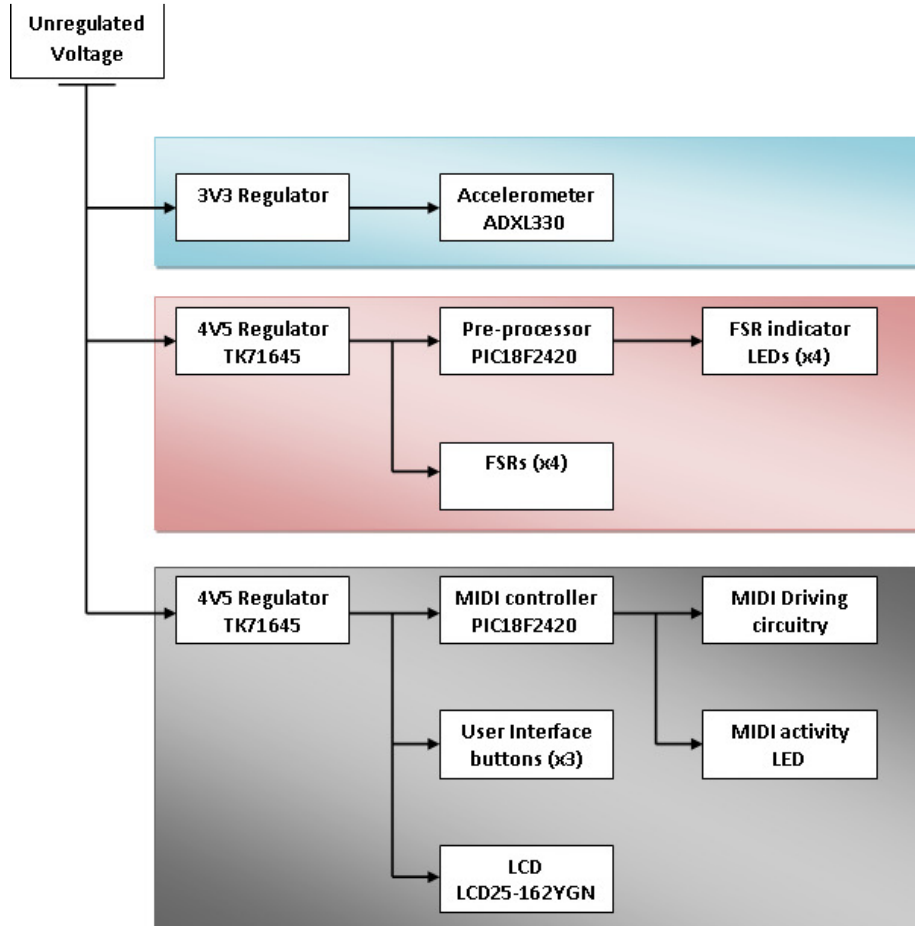 Unregulated
Voltage
3V3 Regulator
Accelerometer
ADXL330
4V5 Regulator
TK71645
Pre-processor
PIC18F2420
FSR indicator
LEDs (x4)
FSRs (x4)
4V5 Regulator
TK71645
MIDI controller
PIC18F2420
MIDI Driving
circuitry
User Interface
buttons (x3)
MIDI activity
LED
LCD
LCD25-162YGN